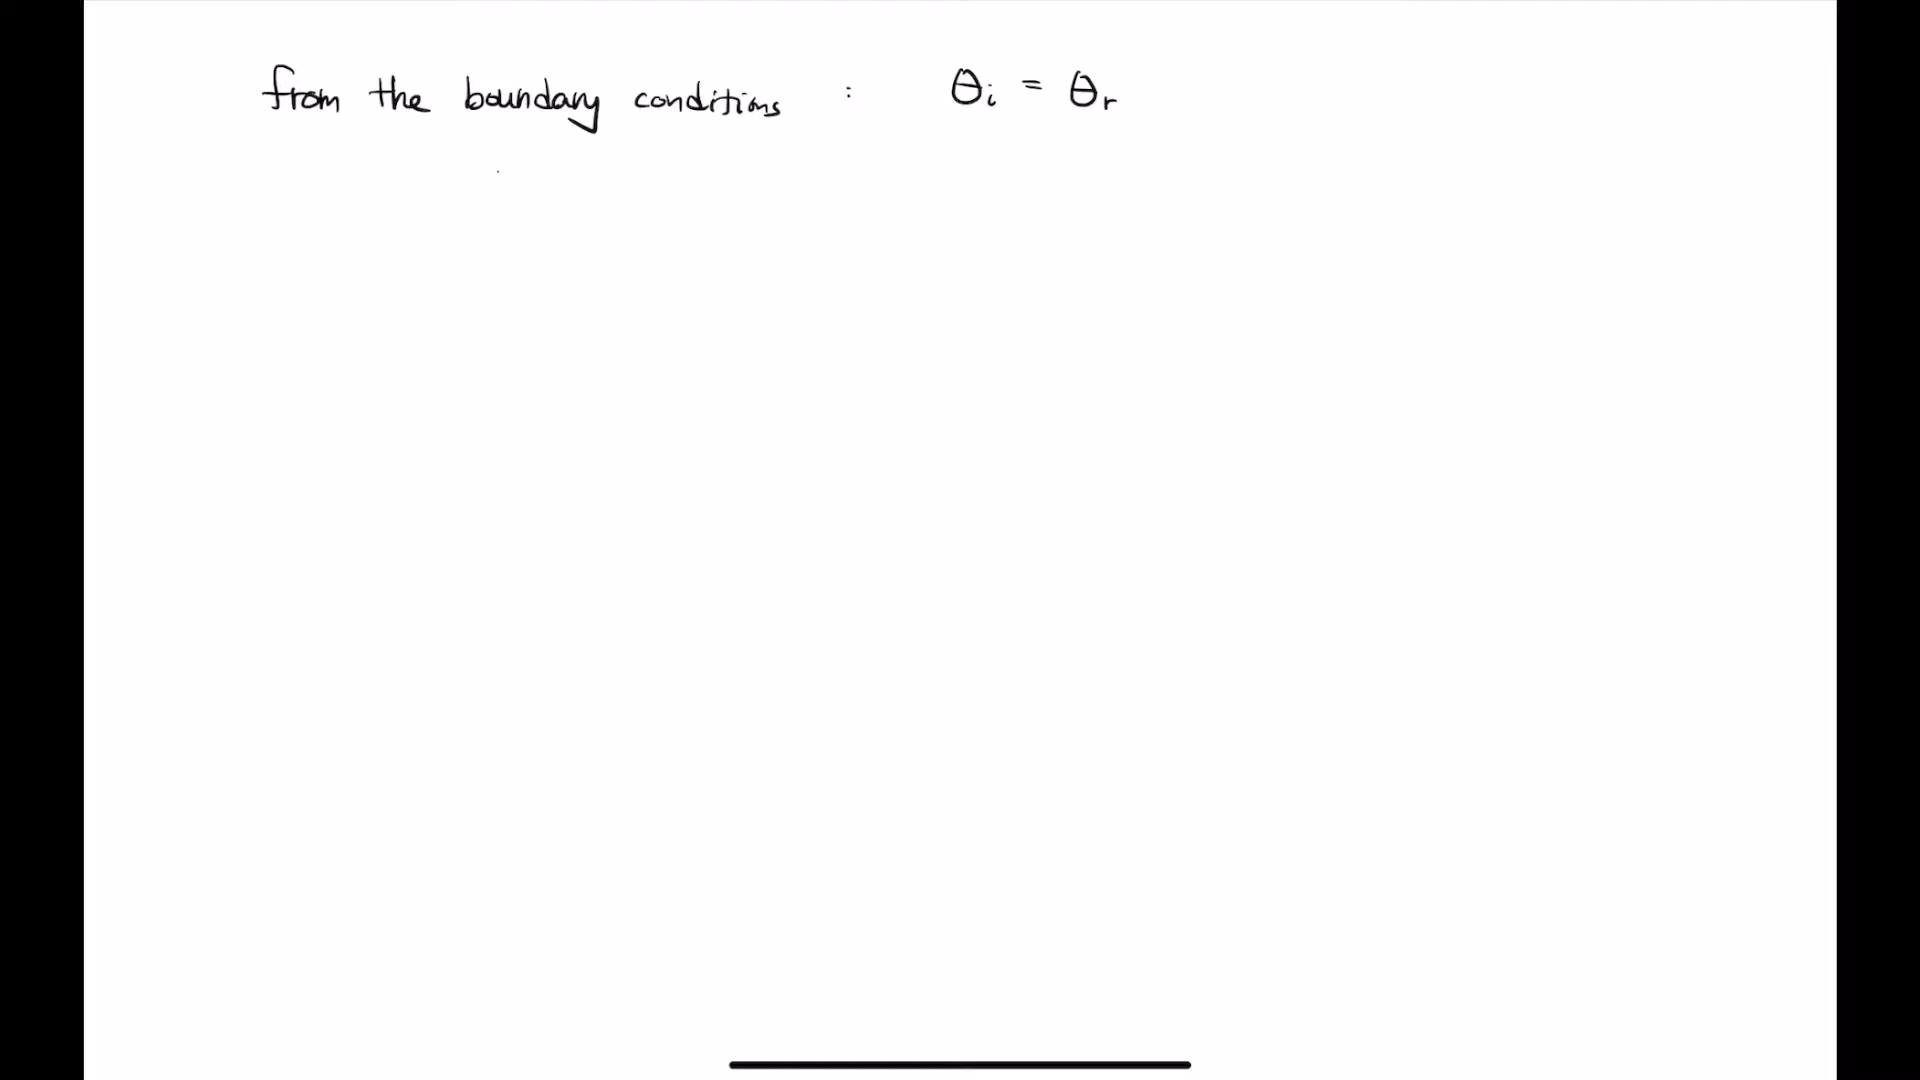 from the boundary conditions : θi = θr